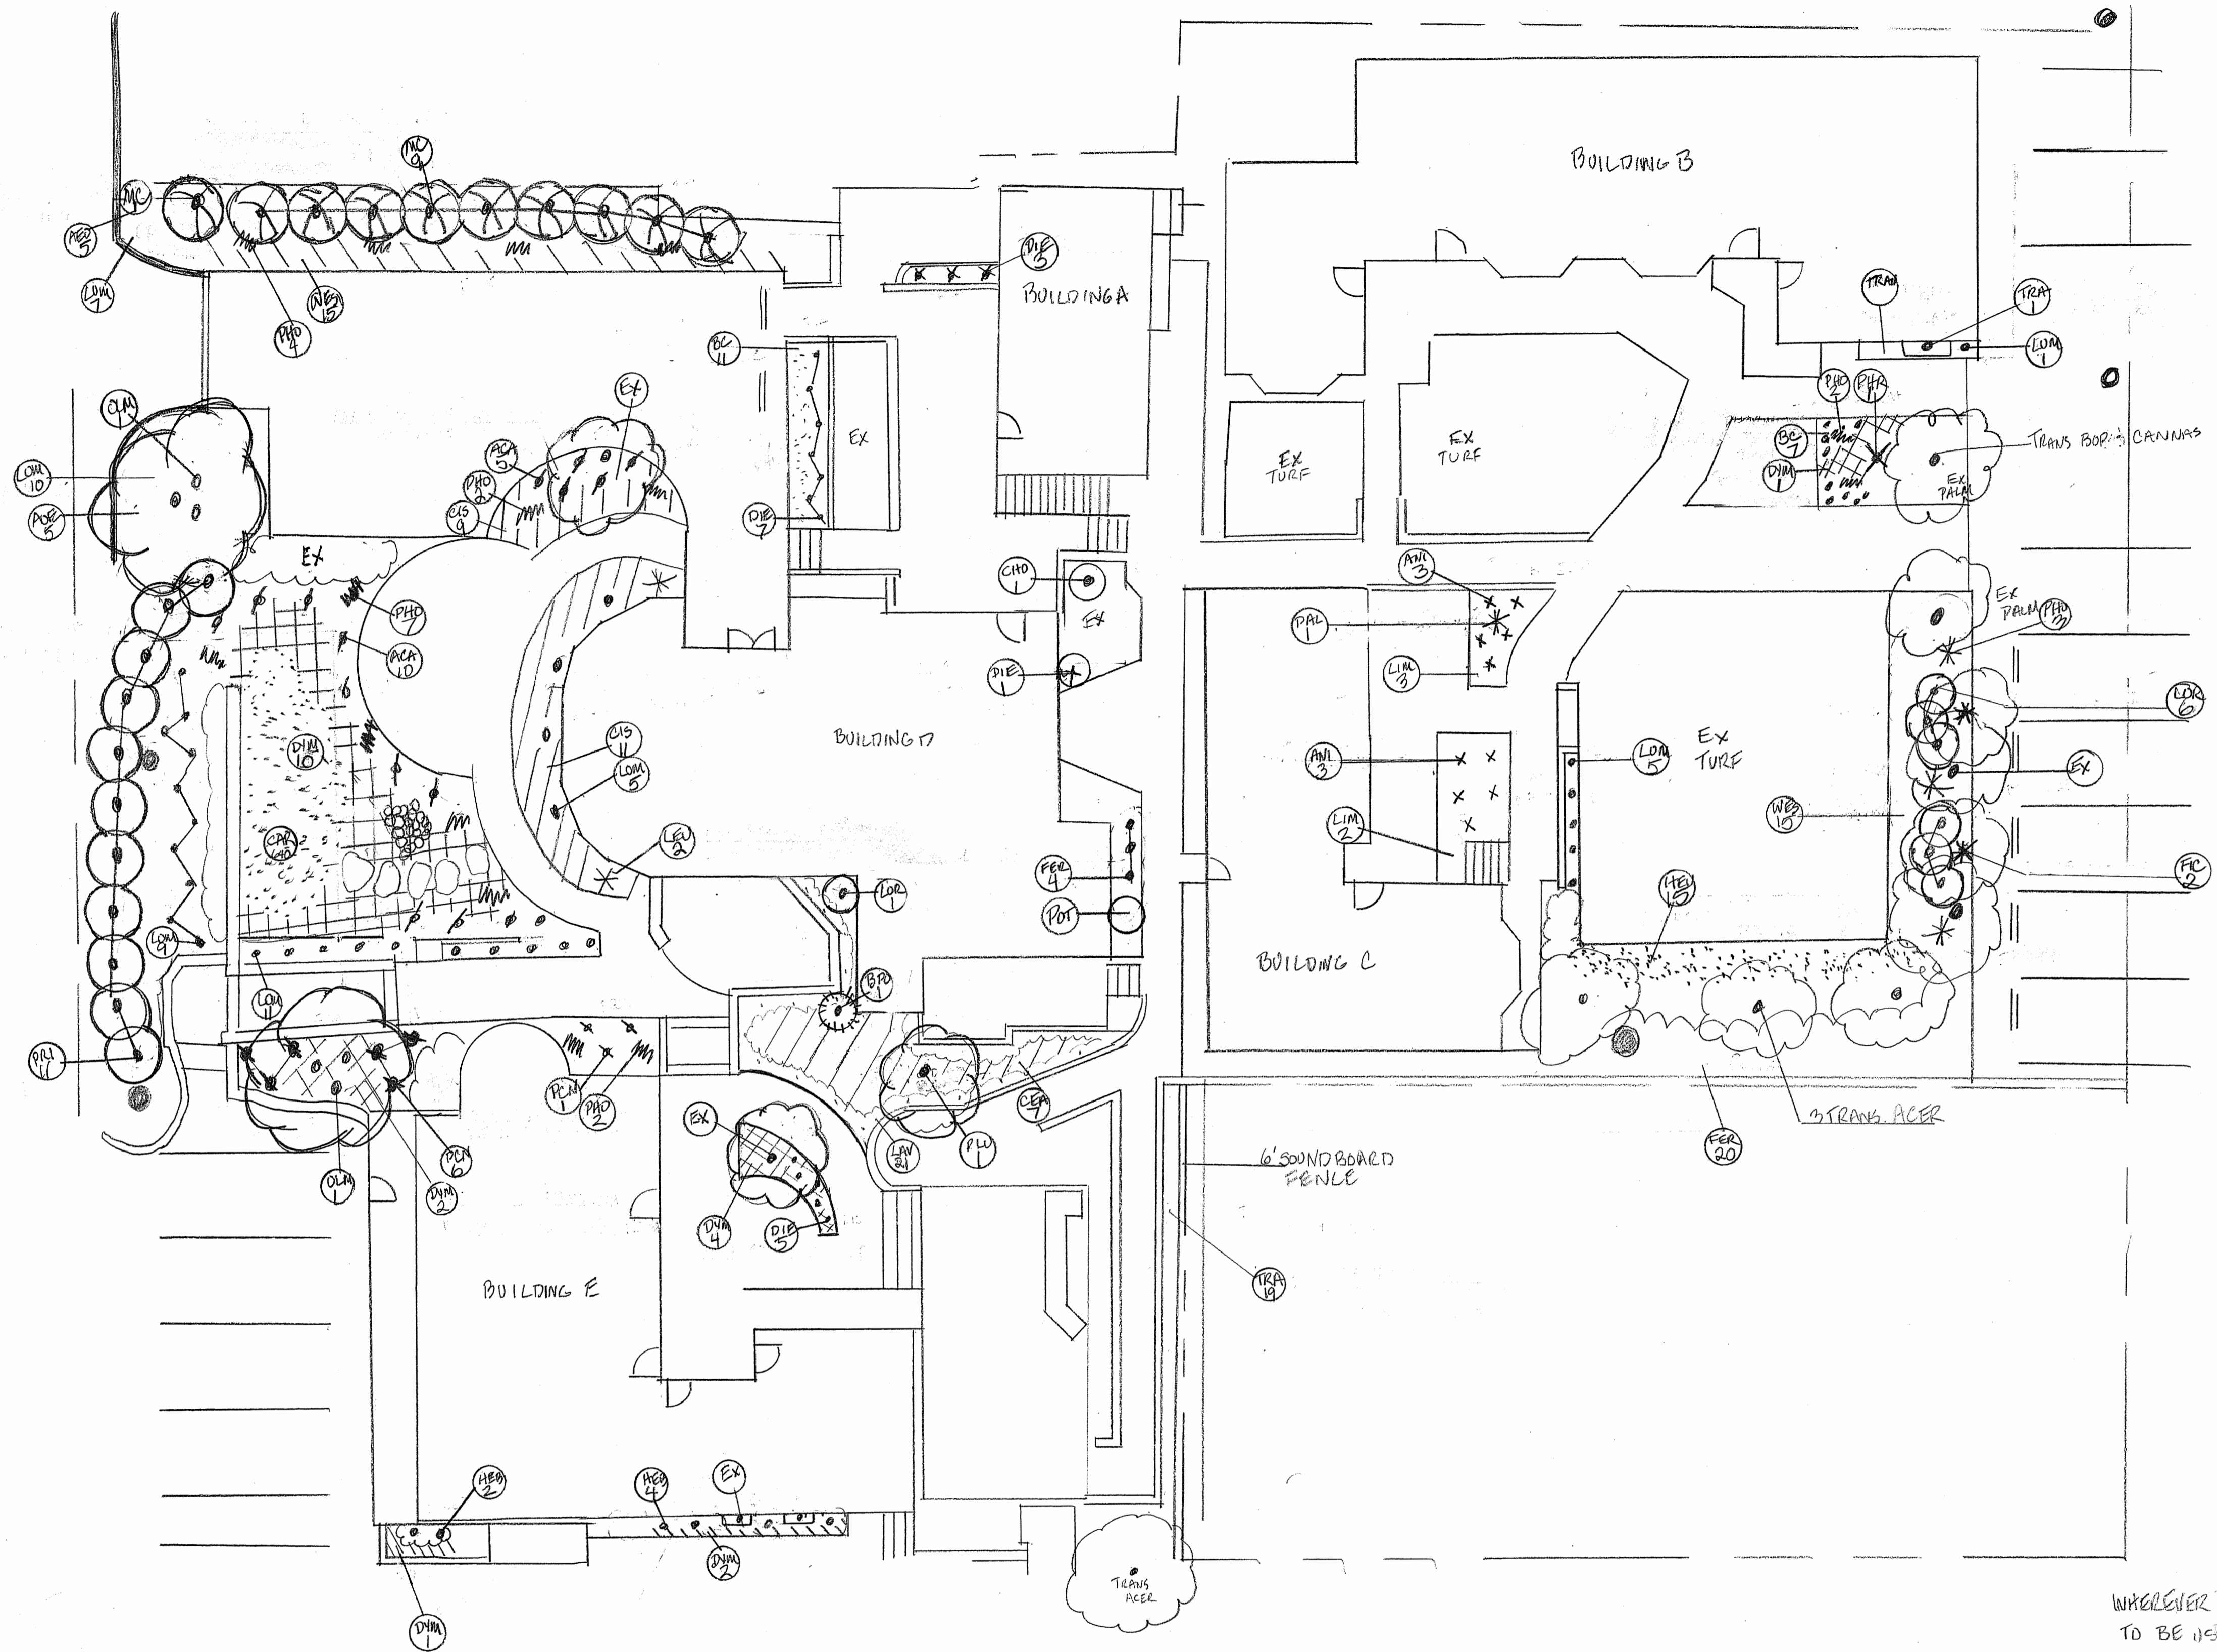 BUILDING B
MC
9
MC
AEO
5
LOM
7
PHO
4
WES
15
DIE
3
BUILDING A
TRAM
TRA
1
LOM
1
BC
11
EX
EX
OLM
ACA
5
PHO
2
CIS
9
DIE
7
LOM
10
AOE
5
EX
TURF
EX
TURF
PHO
2
PHR
1
BC
7
DYM
1
TRANS BOP & CANNAS
EX
PALM
EX
PHO
7
ACA
10
CHO
1
EX
DIE
1
ANI
3
PAL
1
LIM
3
EX
PALM
PHO
3
LOR
6
DYM
10
CIS
11
LOM
5
BUILDING D
ANI
3
LIM
2
LOM
5
EX
TURF
EX
WES
15
CAR
640
LEU
2
LOR
1
FER
4
POT
HEU
15
FIC
2
LOM
9
LOM
11
BPO
1
BUILDING C
PRI
11
PCN
1
PHO
2
EX
CEA
7
PLU
1
LAV
21
3 TRANS. ACER
FER
20
PCN
6
OLM
1
DYM
2
DYM
4
DIE
5
6' SOUNDBOARD
FENCE
TRA
19
BUILDING E
HEB
2
HEB
4
EX
DYM
2
DYM
1
TRANS
ACER
WHEREVER
TO BE US